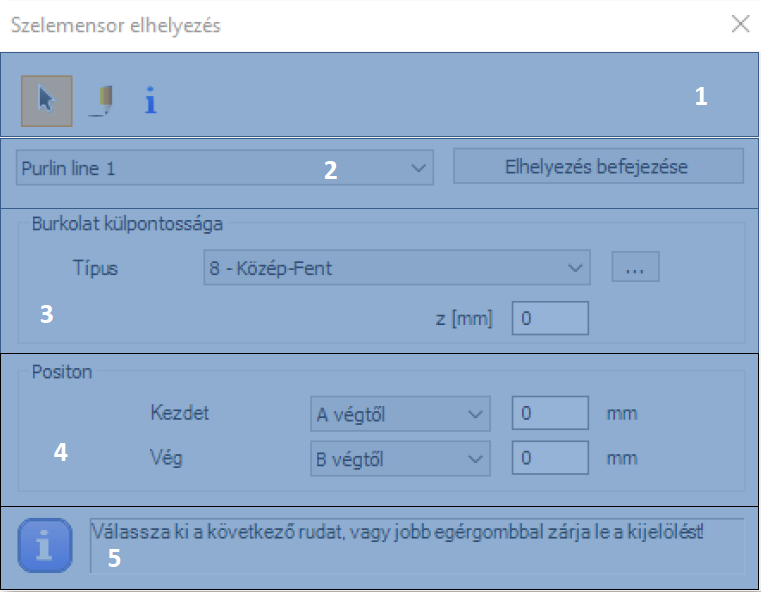 Szelemensor elhelyezés
1
Purlin line 1
2
Elhelyezés befejezése
Burkolat külpontossága
Típus
8 - Közép-Fent
...
3
z [mm]
0
Positon
Kezdet
A végtől
0
mm
4
Vég
B végtől
0
mm
Válassza ki a következő rudat, vagy jobb egérgombbal zárja le a kijelölést!
5